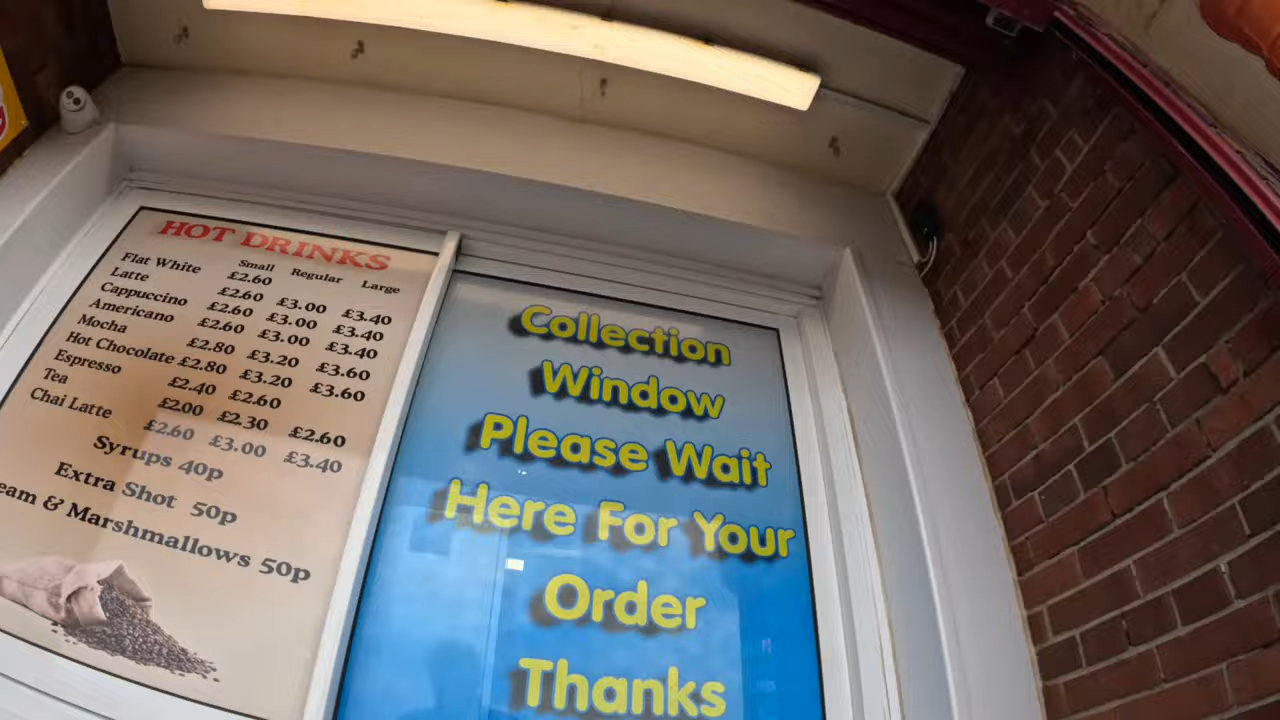 HOT DRINKS
Small Regular Large
Flat White £2.60
Latte £2.60 £3.00 £3.40
Cappuccino £2.60 £3.00 £3.40
Americano £2.60 £3.00 £3.40
Mocha £2.80 £3.20 £3.60
Hot Chocolate £2.80 £3.20 £3.60
Espresso £2.40 £2.60
Tea £2.00 £2.30 £2.60
Chai Latte £2.60 £3.00 £3.40
Syrups 40p
Extra Shot 50p
eam & Marshmallows 50p
Collection
Window
Please Wait
Here For Your
Order
Thanks